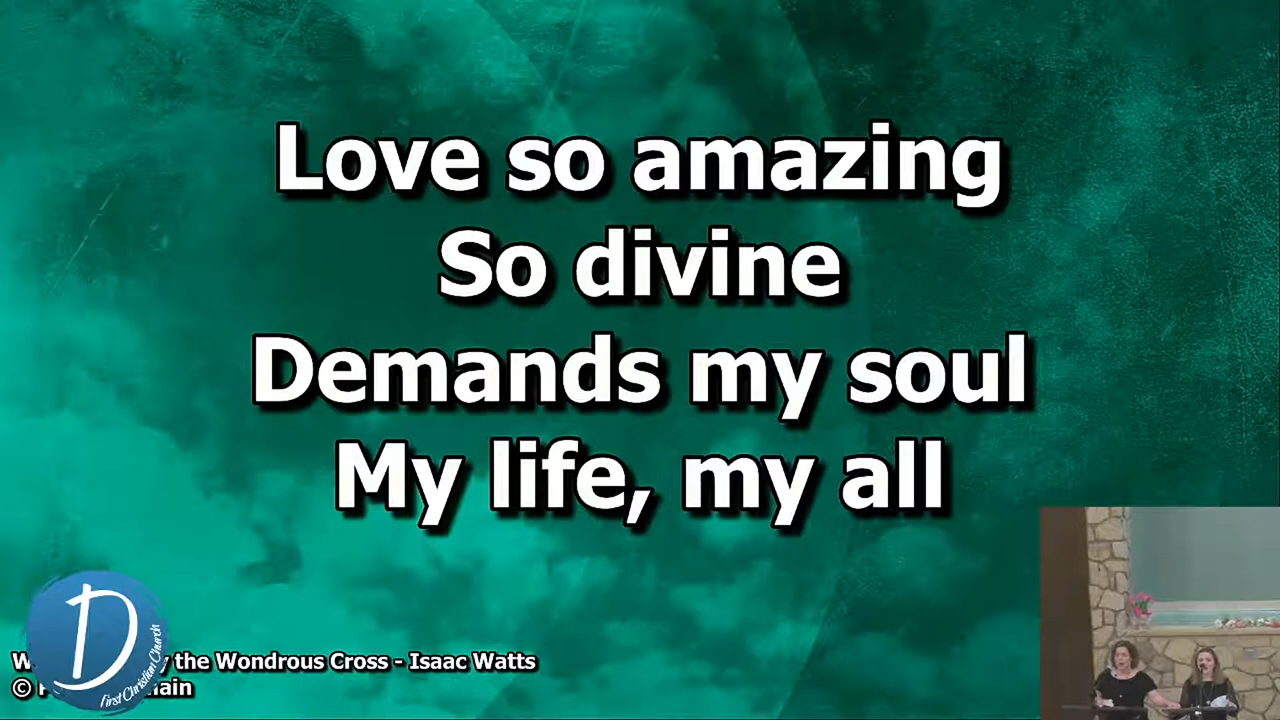 Love so amazing
So divine
Demands my soul
My life, my all
the Wondrous Cross - Isaac Watts
©
D
First Christian Church